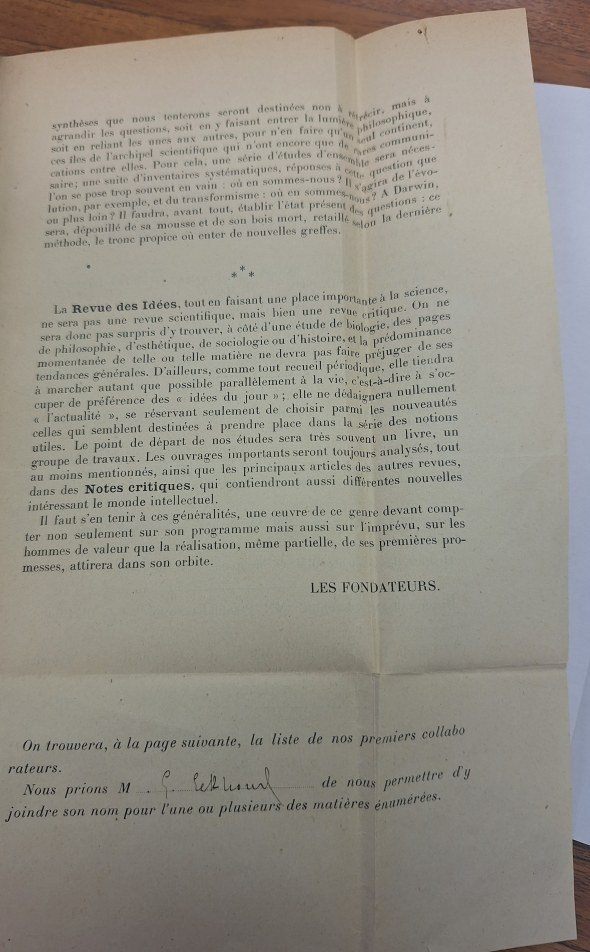 synthèses que nous tenterons seront destinées non à rétrécir, mais à
agrandir les questions, soit en y faisant entrer la lumière philosophique,
soit en reliant les unes aux autres, pour n'en faire qu'un seul continent,
ces îles de l'archipel scientifique qui n'ont encore que de rares communi-
cations entre elles. Pour cela, une série d'études d'ensemble sera néces-
saire; une suite d'inventaires systématiques, réponses à cette question que
l'on se pose trop souvent en vain : où en sommes-nous ? Il s'agira de l'évo-
lution, par exemple, et du transformisme : où en sommes-nous ? A Darwin,
ou plus loin ? Il faudra, avant tout, établir l'état présent des questions : ce
sera, dépouillé de sa mousse et de son bois mort, retaillé selon la dernière
méthode, le tronc propice où enter de nouvelles greffes.
***
La Revue des Idées, tout en faisant une place importante à la science,
ne sera pas une revue scientifique, mais bien une revue critique. On ne
sera donc pas surpris d'y trouver, à côté d'une étude de biologie, des pages
de philosophie, d'esthétique, de sociologie ou d'histoire, et la prédominance
momentanée de telle ou telle matière ne devra pas faire préjuger de ses
tendances générales. D'ailleurs, comme tout recueil périodique, elle tiendra
à marcher autant que possible parallèlement à la vie, c'est-à-dire à s'oc-
cuper de préférence des « idées du jour » ; elle ne dédaignera nullement
« l'actualité », se réservant seulement de choisir parmi les nouveautés
celles qui semblent destinées à prendre place dans la série des notions
utiles. Le point de départ de nos études sera très souvent un livre, un
groupe de travaux. Les ouvrages importants seront toujours analysés, tout
au moins mentionnés, ainsi que les principaux articles des autres revues,
dans des Notes critiques, qui contiendront aussi différentes nouvelles
intéressant le monde intellectuel.
Il faut s'en tenir à ces généralités, une œuvre de ce genre devant comp-
ter non seulement sur son programme mais aussi sur l'imprévu, sur les
hommes de valeur que la réalisation, même partielle, de ses premières pro-
messes, attirera dans son orbite.
LES FONDATEURS.
On trouvera, à la page suivante, la liste de nos premiers collabo
rateurs.
Nous prions M. G. Eekhoud de nous permettre d'y
joindre son nom pour l'une ou plusieurs des matières énumérées.